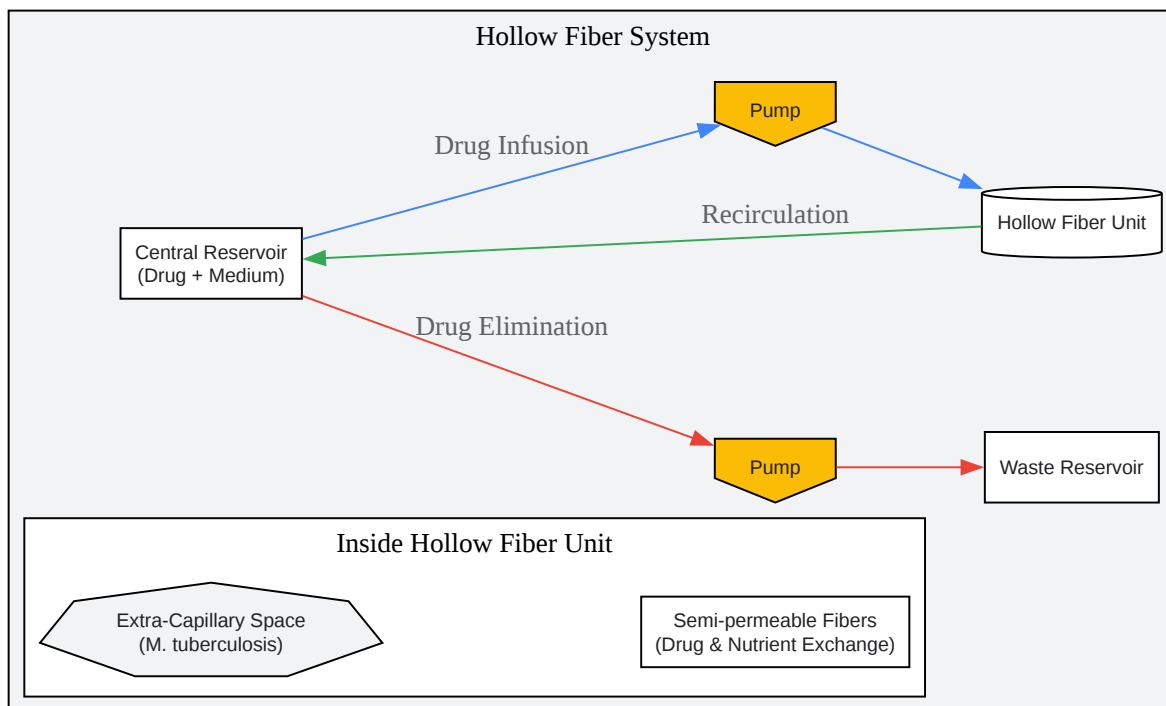 Hollow Fiber System
Pump
Drug Infusion
Recirculation
Hollow Fiber Unit
Central Reservoir
(Drug + Medium)
Drug Elimination
Pump
Waste Reservoir
Inside Hollow Fiber Unit
Extra-Capillary Space
(M. tuberculosis)
Semi-permeable Fibers
(Drug & Nutrient Exchange)